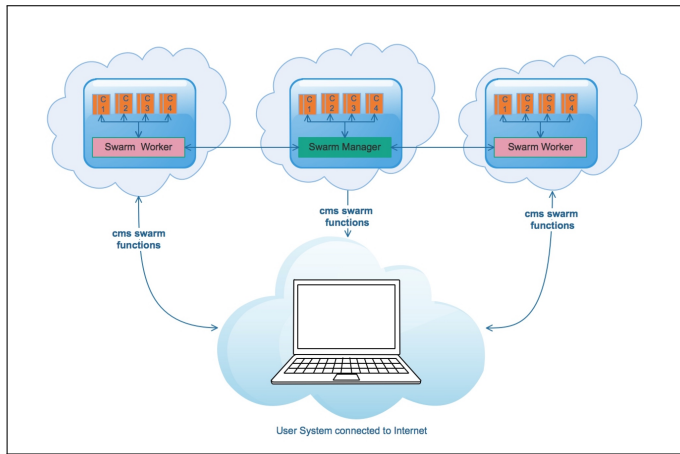 C 1 C 2 C 3 C 4
C 1 C 2 C 3 C 4
C 1 C 2 C 3 C 4
Swarm Worker
Swarm Manager
Swarm Worker
cms swarm
functions
cms swarm
functions
cms swarm
functions
User System connected to Internet